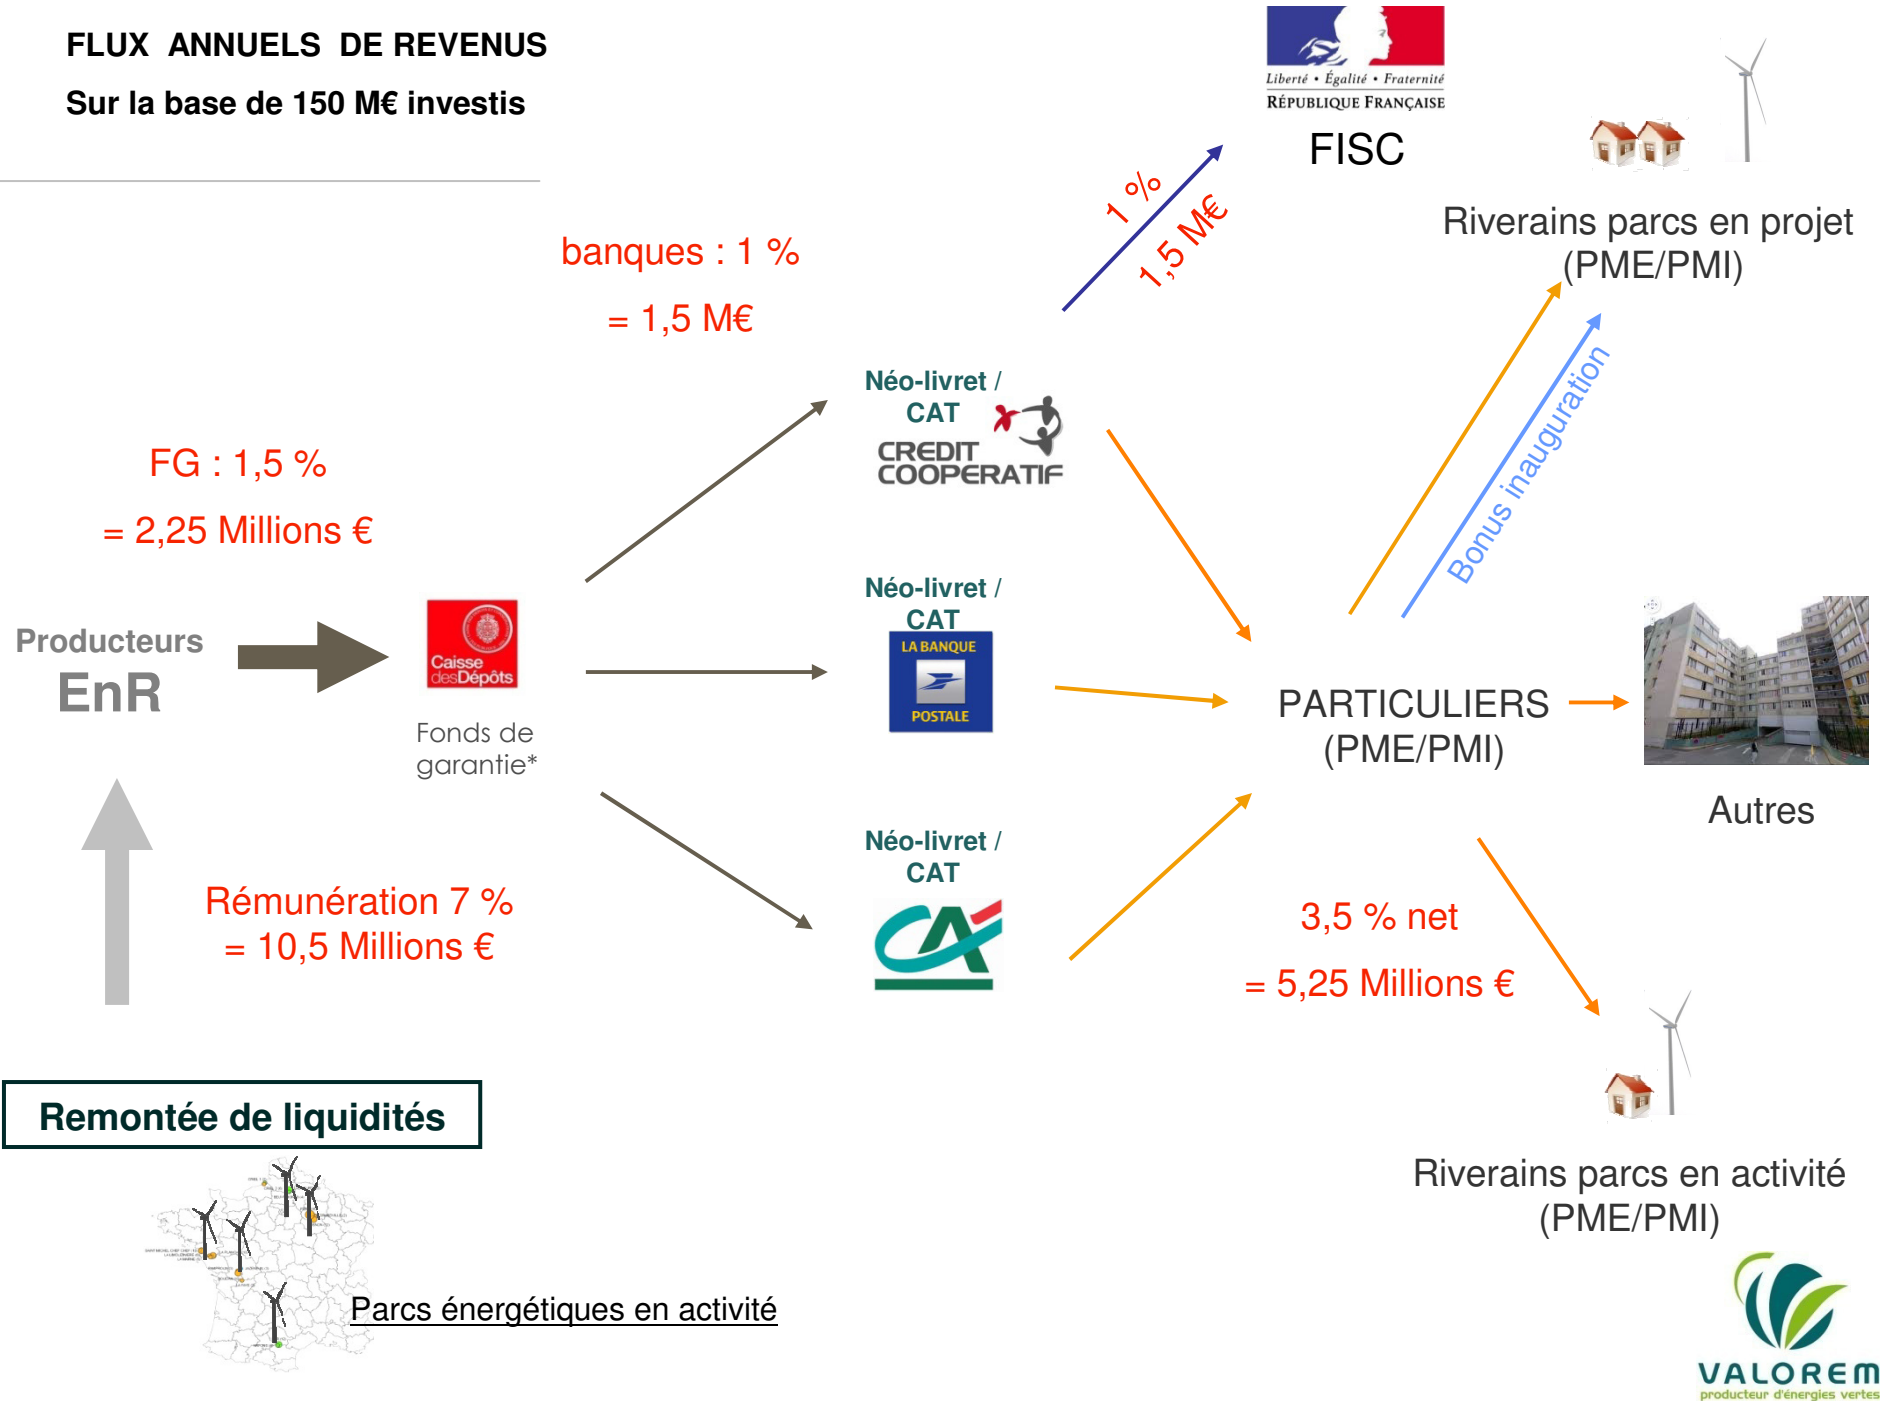 FLUX ANNUELS DE REVENUS
Sur la base de 150 M€ investis
Liberté • Égalité • Fraternité
RÉPUBLIQUE FRANÇAISE
FISC
1 %
1,5 M€
Riverains parcs en projet
(PME/PMI)
banques : 1 %
= 1,5 M€
Bonus inauguration
Néo-livret /
CAT
CREDIT
COOPERATIF
FG : 1,5 %
= 2,25 Millions €
Producteurs
EnR
Caisse
desDépôts
Fonds de
garantie*
Néo-livret /
CAT
LA BANQUE
POSTALE
PARTICULIERS
(PME/PMI)
Autres
Néo-livret /
CAT
CA
Rémunération 7 %
= 10,5 Millions €
3,5 % net
= 5,25 Millions €
Remontée de liquidités
Parcs énergétiques en activité
Riverains parcs en activité
(PME/PMI)
VALOREM
producteur d'énergies vertes